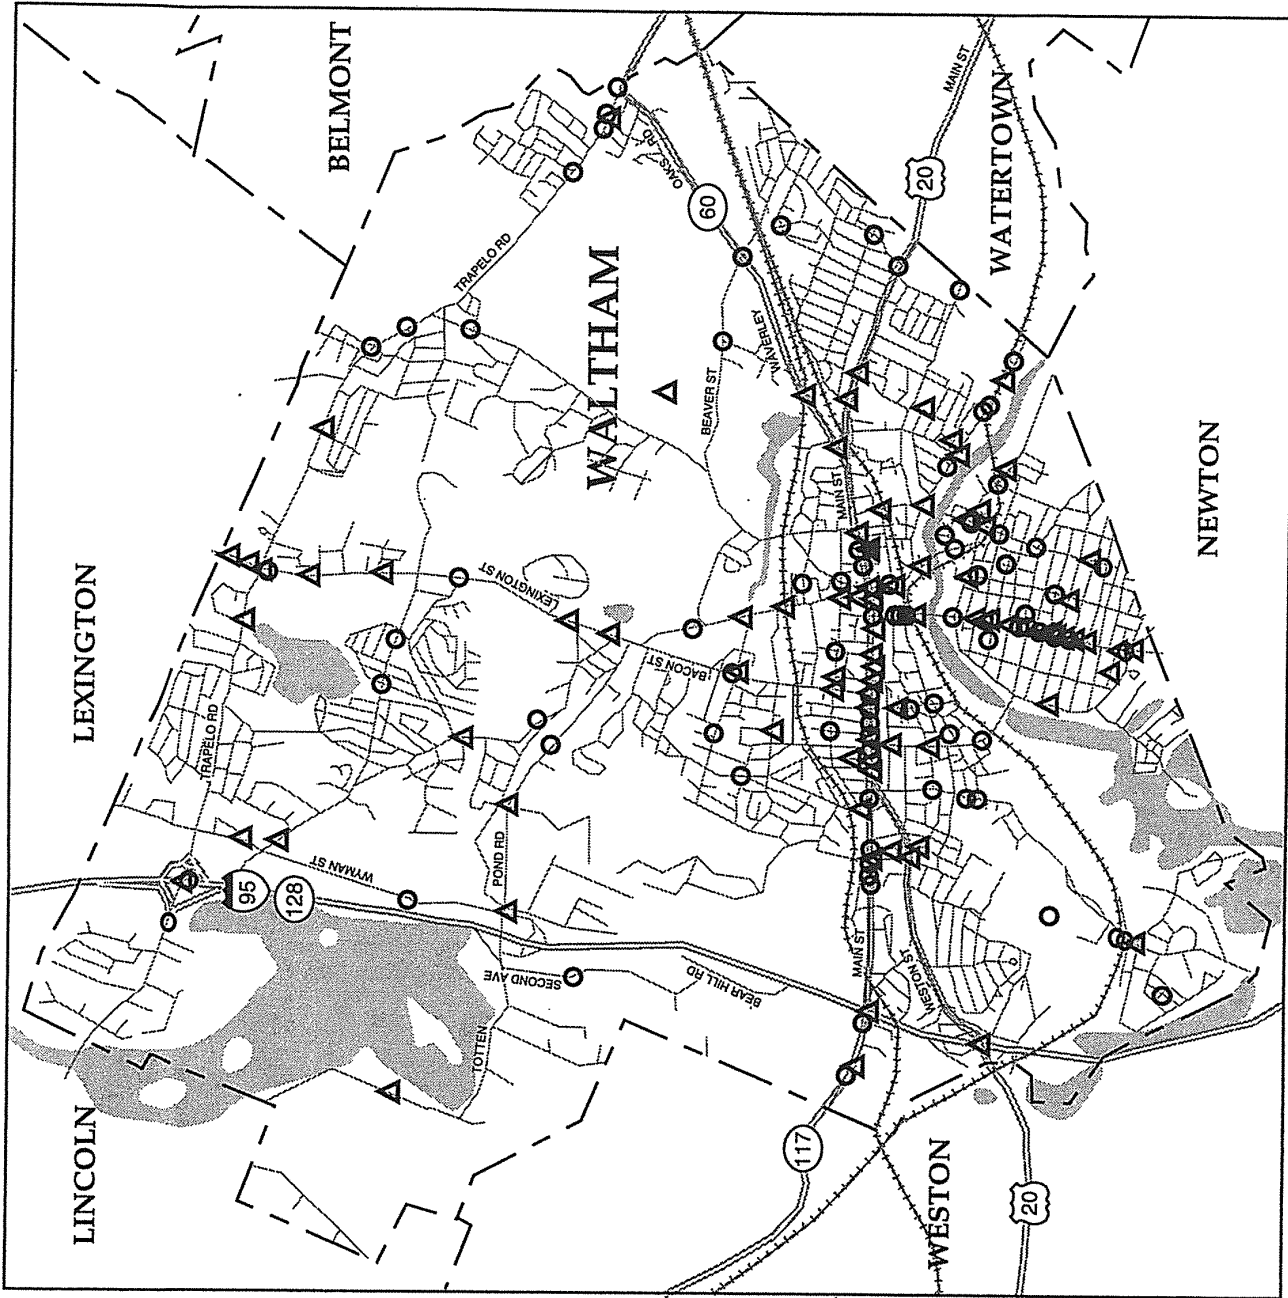 LINCOLN
LEXINGTON
BELMONT
TRAPELO RD
TRAPELO RD
95
128
WYMAN ST
LEXINGTON ST
TOTTEN
POND RD
SECOND AVE
BEAR HILL RD
BACON ST
WALTHAM
BEAVER ST
WAVERLEY
OAKS RD
60
117
MAIN ST
MAIN ST
MAIN ST
WESTON ST
20
20
WESTON
NEWTON
WATERTOWN